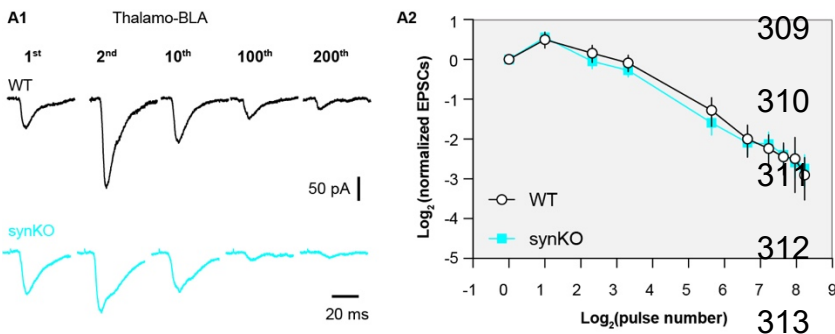 A1 Thalamo-BLA
1st 2nd 10th 100th 200th
WT
50 pA
synKO
20 ms
A2
Log2(normalized EPSCs)
1
0
-1
-2
-3
-4
-5
WT
synKO
-1 0 1 2 3 4 5 6 7 8 9
Log2(pulse number)
309
310
311
312
313